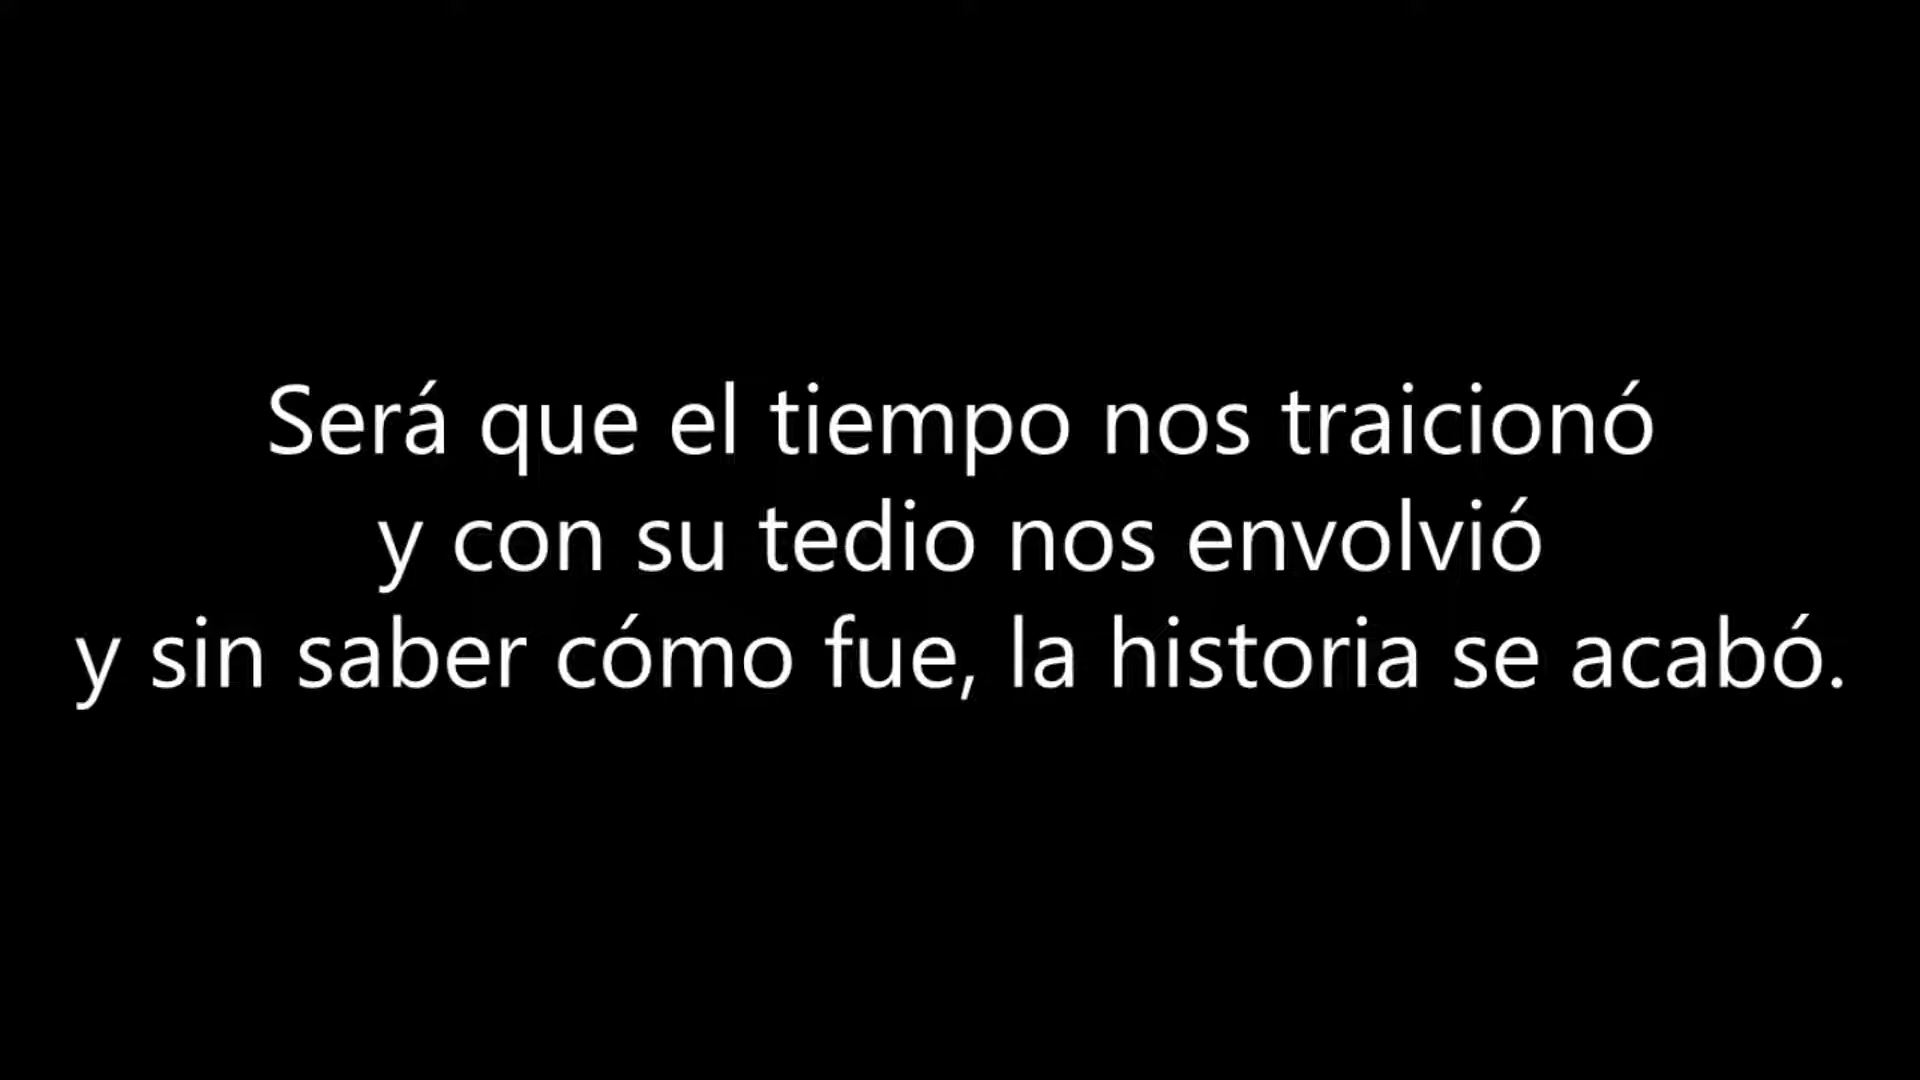 Será que el tiempo nos traicionó
y con su tedio nos envolvió
y sin saber cómo fue, la historia se acabó.